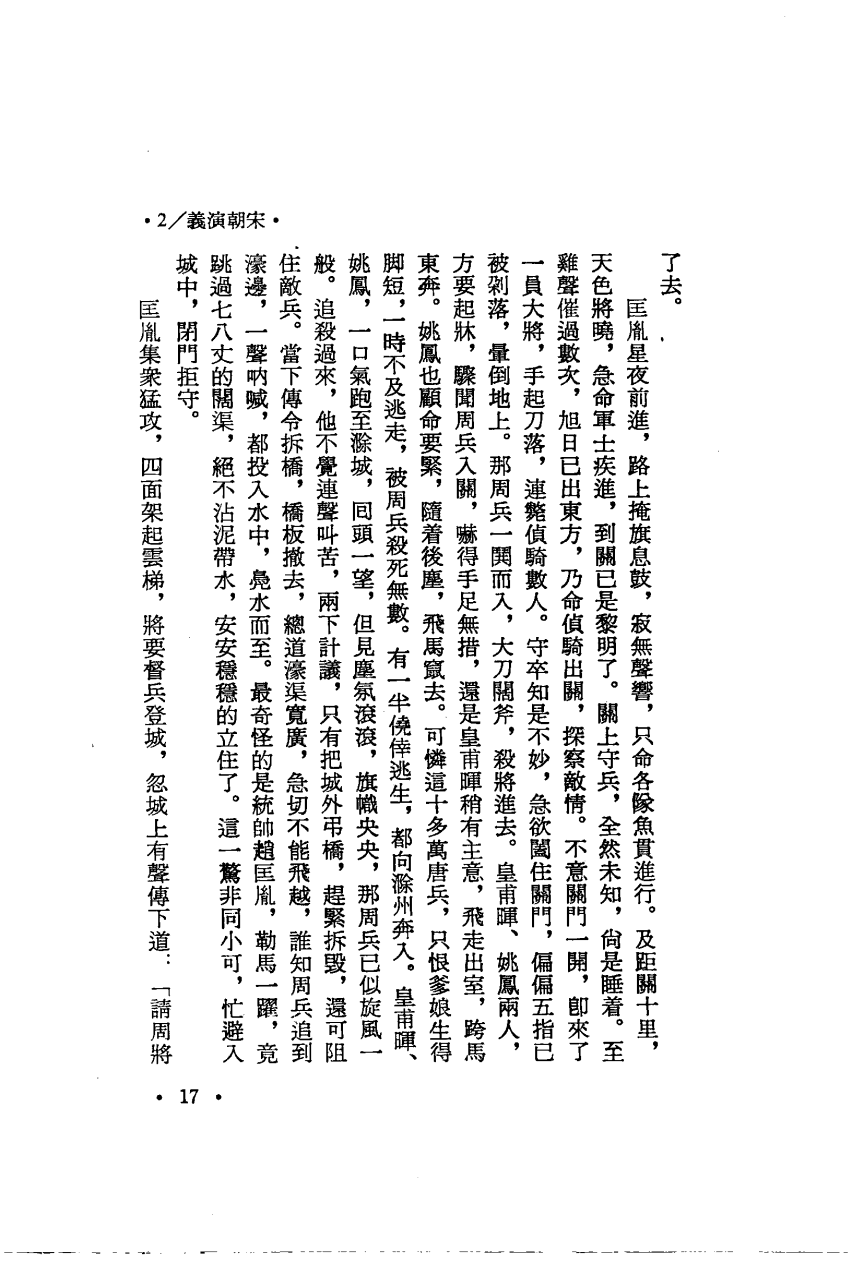 ·2/義演朝宋·
了去。
匡胤星夜前進，路上掩旗息鼓，寂無聲響，只命各隊魚貫進行。及距關十里，
天色將曉，急命軍士疾進，到關已是黎明了。關上守兵，全然未知，尙是睡着。至
雞聲催過數次，旭日已出東方，乃命偵騎出關，探察敵情。不意關門一開，卽來了
一員大將，手起刀落，連斃偵騎數人。守卒知是不妙，急欲闔住關門，偏偏五指已
被剁落，暈倒地上。那周兵一鬨而入，大刀闊斧，殺將進去。皇甫暉、姚鳳兩人，
方要起牀，驟聞周兵入關，嚇得手足無措，還是皇甫暉稍有主意，飛走出室，跨馬
東奔。姚鳳也顧命要緊，隨着後塵，飛馬竄去。可憐這十多萬唐兵，只恨爹娘生得
脚短，一時不及逃走，被周兵殺死無數。有一半僥倖逃生，都向滁州奔入。皇甫暉、
姚鳳，一口氣跑至滁城，囘頭一望，但見塵氛滾滾，旗幟央央，那周兵已似旋風一
般。追殺過來，他不覺連聲叫苦，兩下計議，只有把城外弔橋，趕緊拆毀，還可阻
住敵兵。當下傳令拆橋，橋板撤去，總道濠渠寬廣，急切不能飛越，誰知周兵追到
濠邊，一聲吶喊，都投入水中，鳧水而至。最奇怪的是統帥趙匡胤，勒馬一躍，竟
跳過七八丈的闊渠，絕不沾泥帶水，安安穩穩的立住了。這一驚非同小可，忙避入
城中，閉門拒守。
匡胤集衆猛攻，四面架起雲梯，將要督兵登城，忽城上有聲傳下道：「請周將
·17·